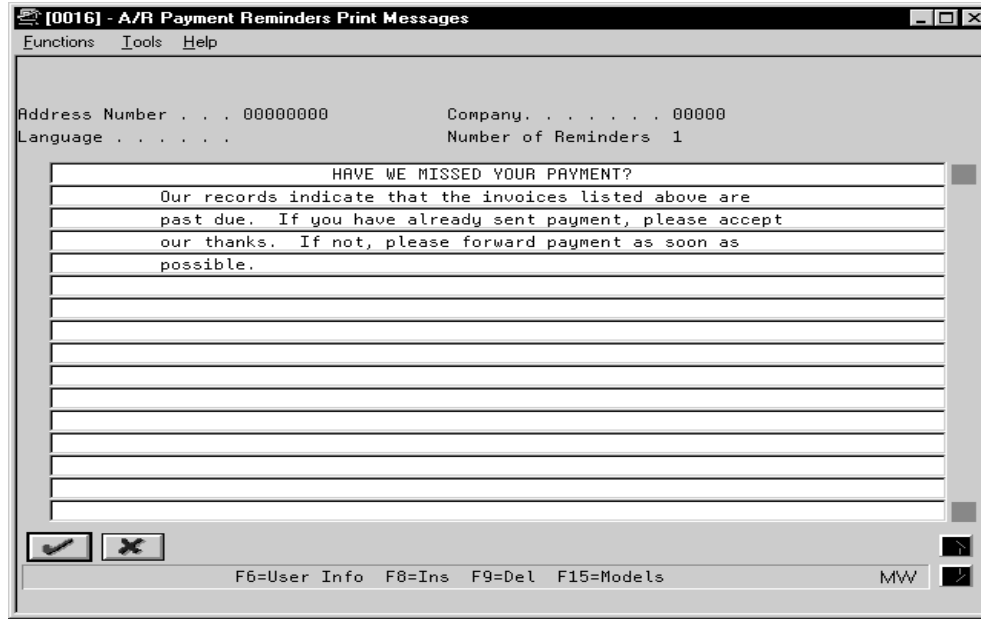 [0016] - A/R Payment Reminders Print Messages
Functions Tools Help
Address Number . . . 00000000 Company. . . . . . . 00000
Language . . . . . . Number of Reminders 1
HAVE WE MISSED YOUR PAYMENT?
Our records indicate that the invoices listed above are
past due. If you have already sent payment, please accept
our thanks. If not, please forward payment as soon as
possible.
F6=User Info F8=Ins F9=Del F15=Models MW